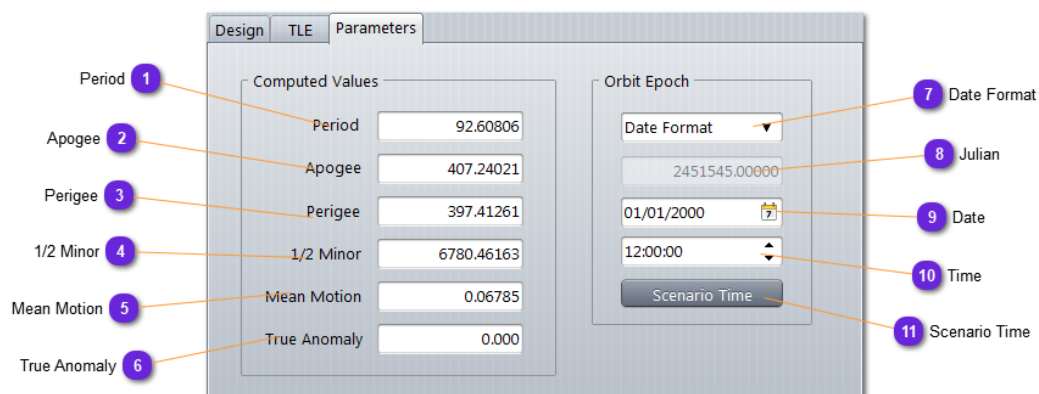 Design TLE Parameters
Computed Values
Period 92.60806
Apogee 407.24021
Perigee 397.41261
1/2 Minor 6780.46163
Mean Motion 0.06785
True Anomaly 0.000
Orbit Epoch
Date Format
2451545.00000
01/01/2000 7
12:00:00
Scenario Time
Period 1
Apogee 2
Perigee 3
1/2 Minor 4
Mean Motion 5
True Anomaly 6
7 Date Format
8 Julian
9 Date
10 Time
11 Scenario Time